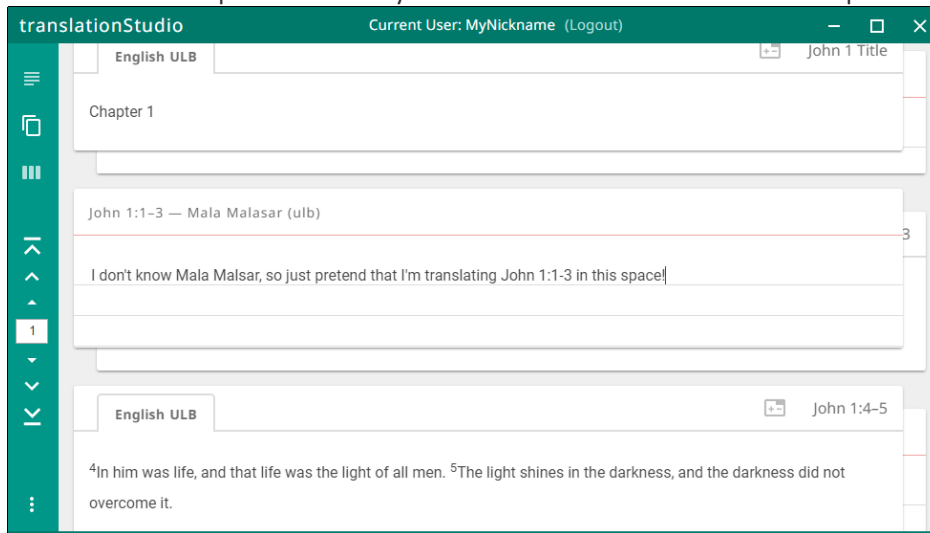 translationStudio Current User: MyNickname (Logout)
English ULB John 1 Title
Chapter 1
John 1:1–3 — Mala Malasar (ulb)
3
I don't know Mala Malsar, so just pretend that I'm translating John 1:1-3 in this space!
1
English ULB John 1:4–5
4In him was life, and that life was the light of all men. 5The light shines in the darkness, and the darkness did not
overcome it.